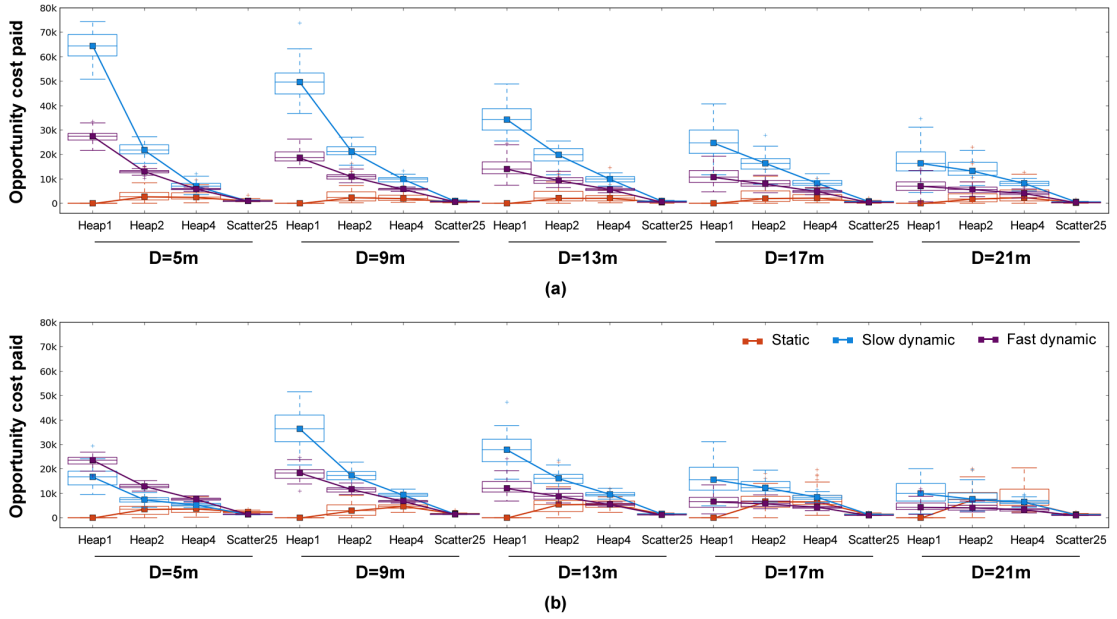 80k
70k
60k
50k
40k
30k
20k
10k
0
Opportunity cost paid
Heap1 Heap2 Heap4 Scatter25 Heap1 Heap2 Heap4 Scatter25 Heap1 Heap2 Heap4 Scatter25 Heap1 Heap2 Heap4 Scatter25 Heap1 Heap2 Heap4 Scatter25
D=5m D=9m D=13m D=17m D=21m
(a)
80k
70k
60k
50k
40k
30k
20k
10k
0
Opportunity cost paid
Static Slow dynamic Fast dynamic
Heap1 Heap2 Heap4 Scatter25 Heap1 Heap2 Heap4 Scatter25 Heap1 Heap2 Heap4 Scatter25 Heap1 Heap2 Heap4 Scatter25 Heap1 Heap2 Heap4 Scatter25
D=5m D=9m D=13m D=17m D=21m
(b)